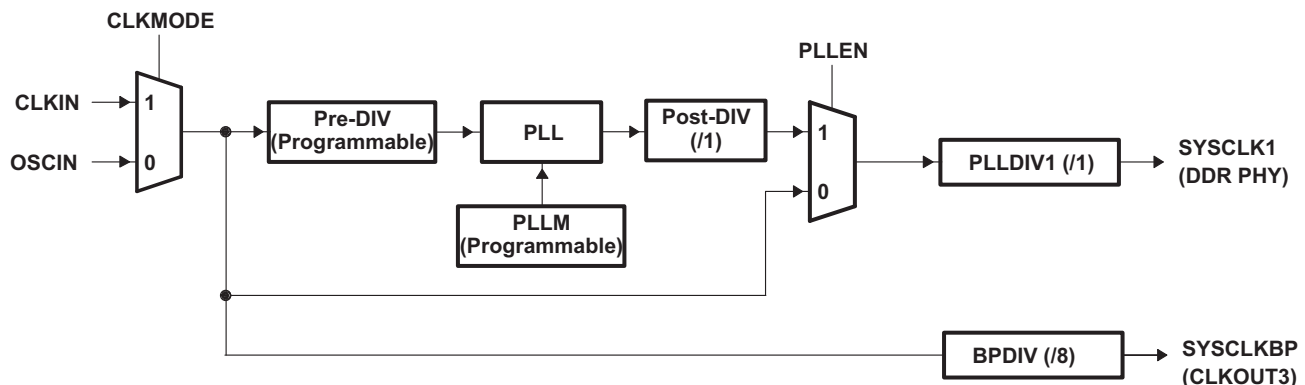 CLKMODE
CLKIN
1
OSCIN
0
Pre-DIV
(Programmable)
PLL
PLLM
(Programmable)
Post-DIV
(/1)
PLLEN
1
0
PLLDIV1 (/1)
SYSCLK1
(DDR PHY)
BPDIV (/8)
SYSCLKBP
(CLKOUT3)